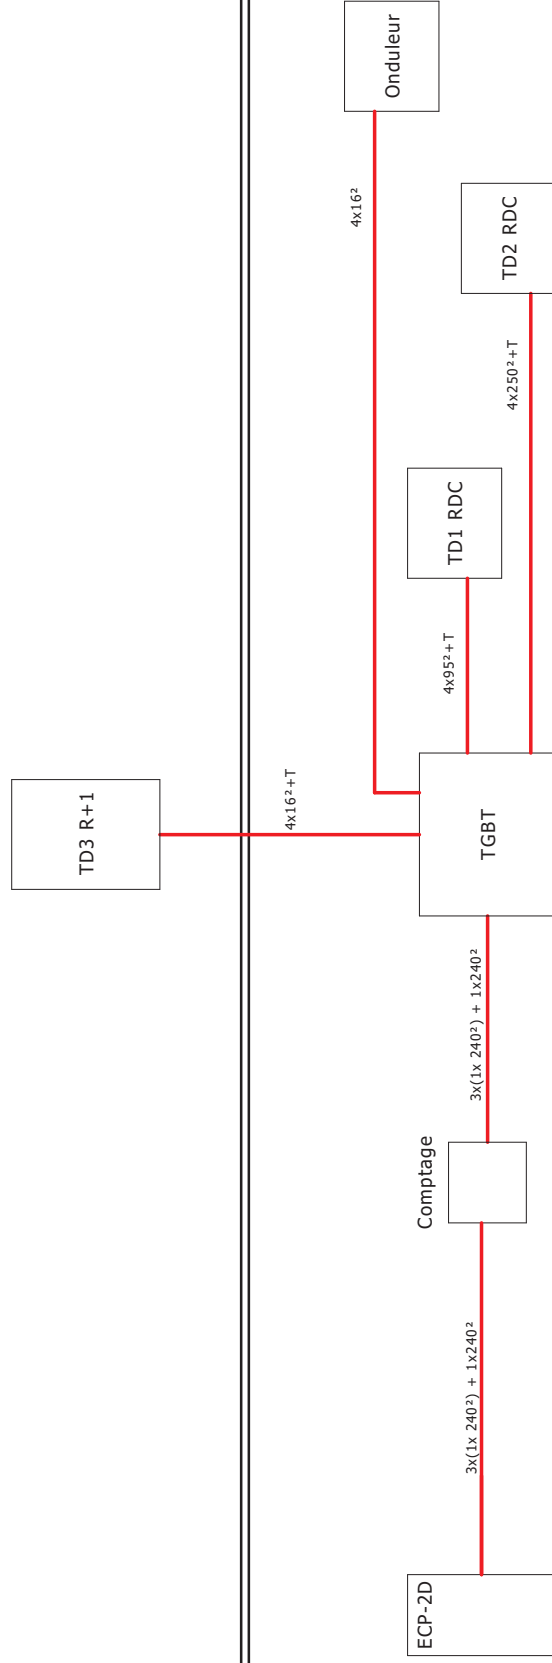 TD3 R+1
4x16²+T
ECP-2D
3x(1x 240²) + 1x240²
Comptage
3x(1x 240²) + 1x240²
TGBT
4x95²+T
TD1 RDC
4x250²+T
TD2 RDC
4x16²
Onduleur